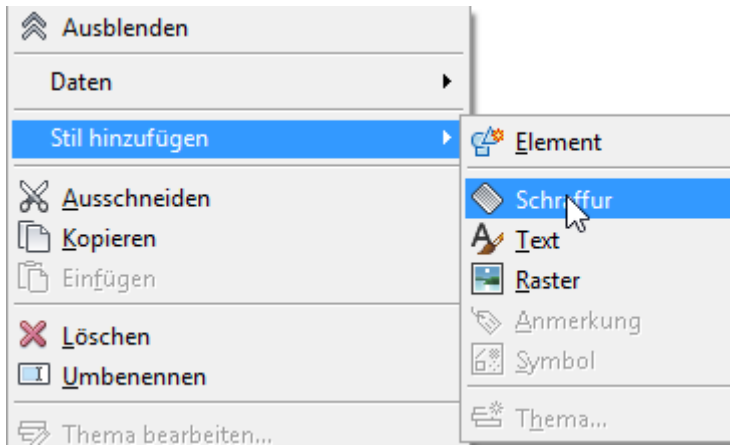 Ausblenden
Daten
Stil hinzufügen
Ausschneiden
Kopieren
Einfügen
Löschen
Umbenennen
Thema bearbeiten...
Element
Schraffur
Text
Raster
Anmerkung
Symbol
Thema...